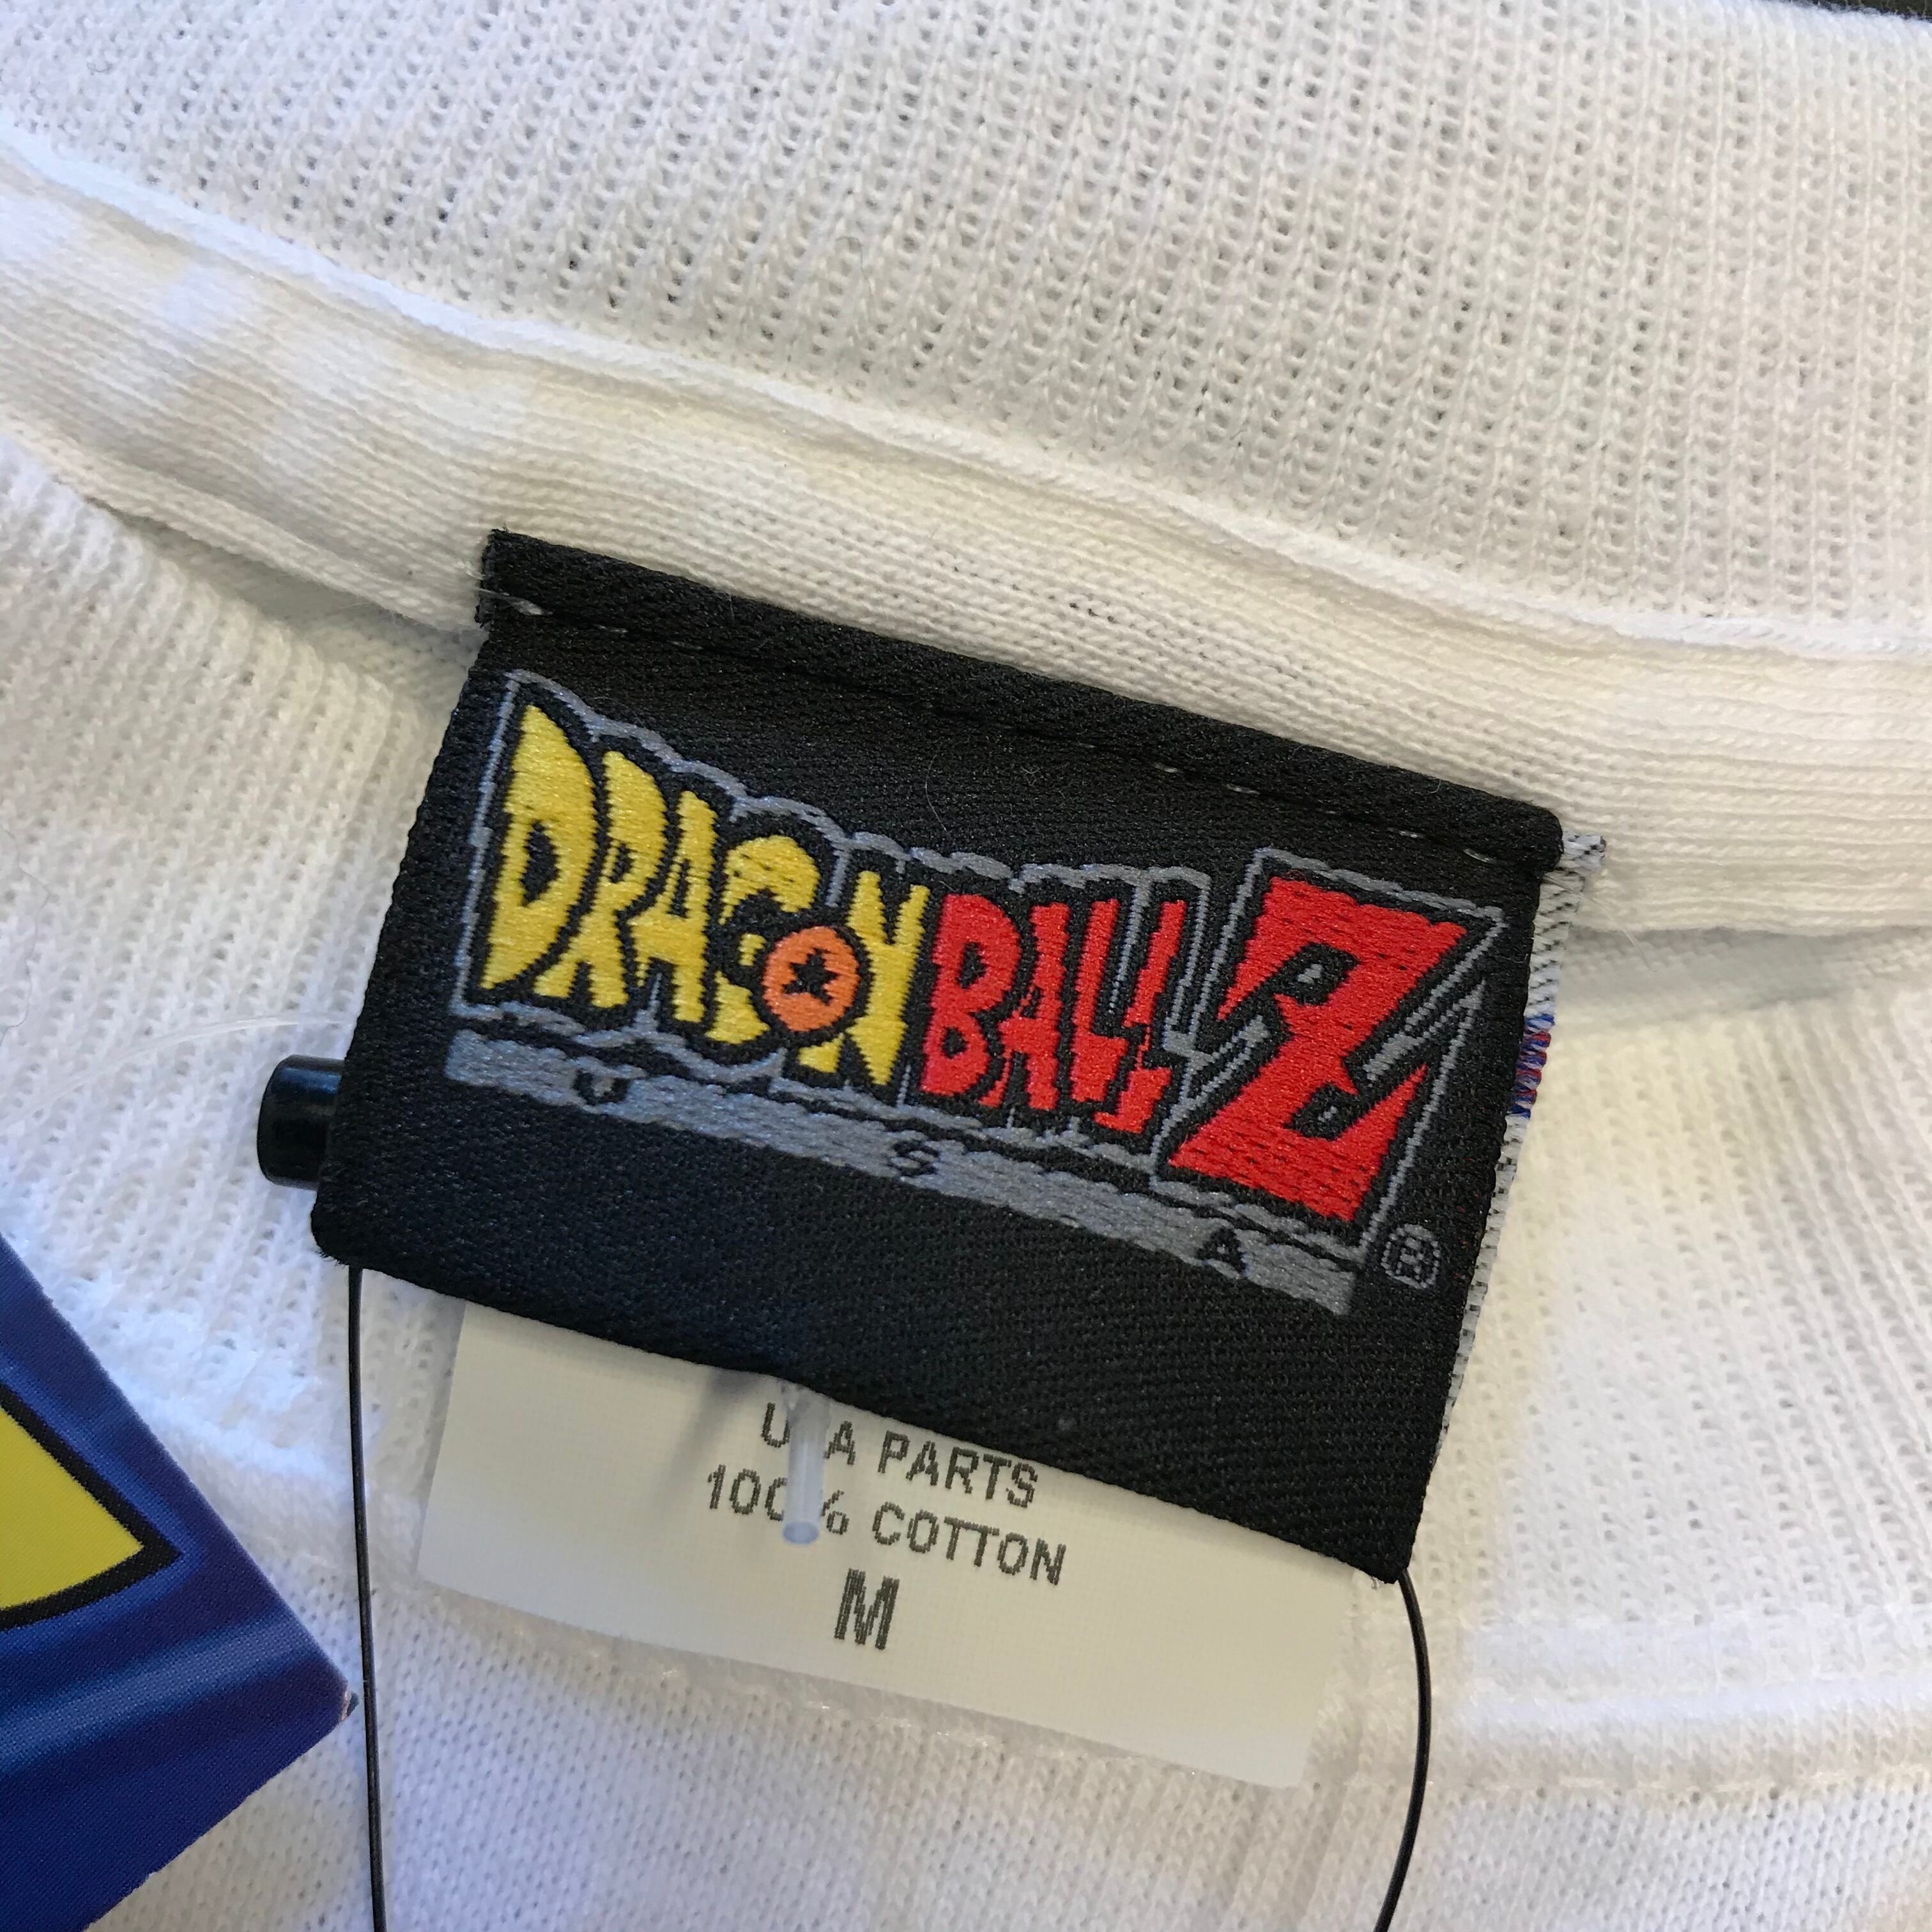 DRAGONBALL Z
USA ®
USA PARTS
100% COTTON
M